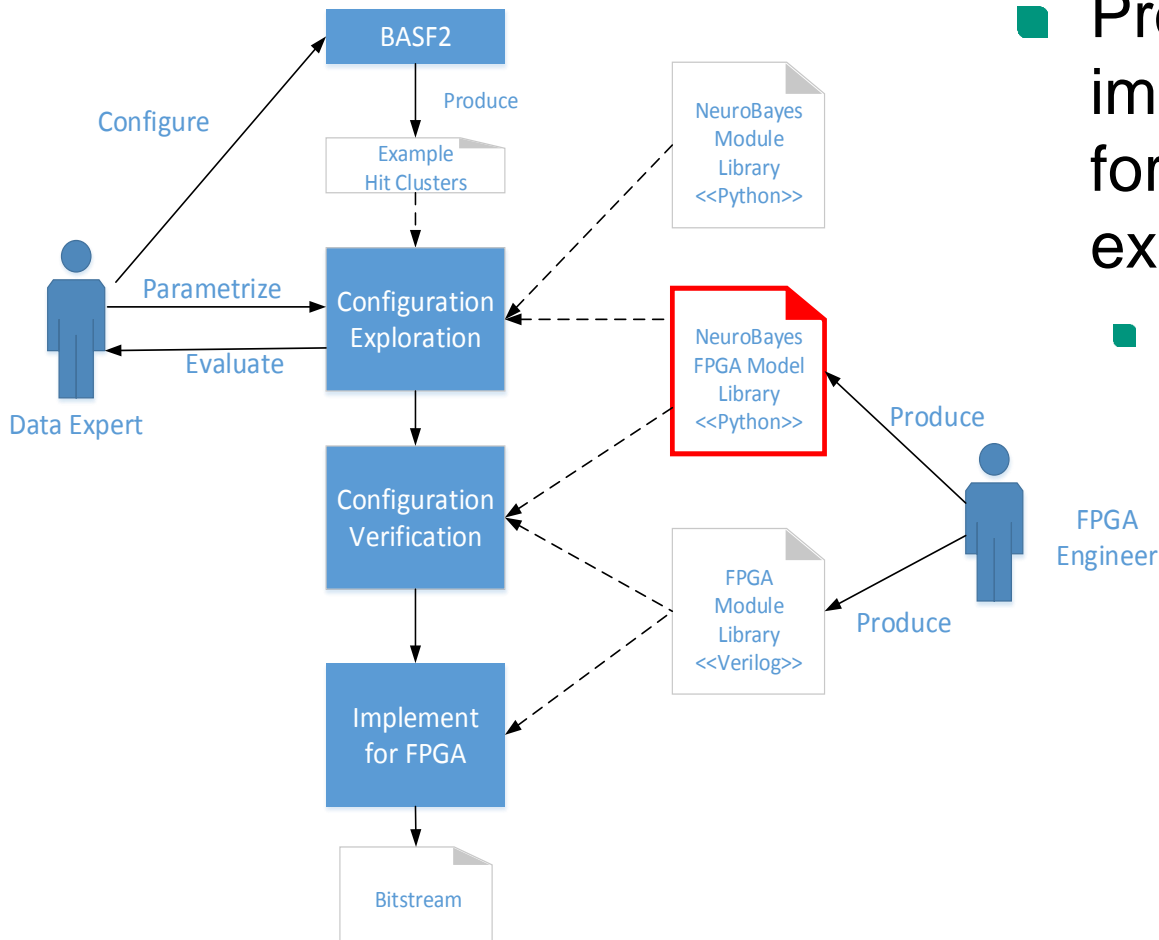 BASF2
Produce
Configure
Example
Hit Clusters
NeuroBayes
Module
Library
<<Python>>
Parametrize
Evaluate
Data Expert
Configuration
Exploration
NeuroBayes
FPGA Model
Library
<<Python>>
Produce
FPGA
Engineer
Configuration
Verification
FPGA
Module
Library
<<Verilog>>
Produce
Implement
for FPGA
Bitstream